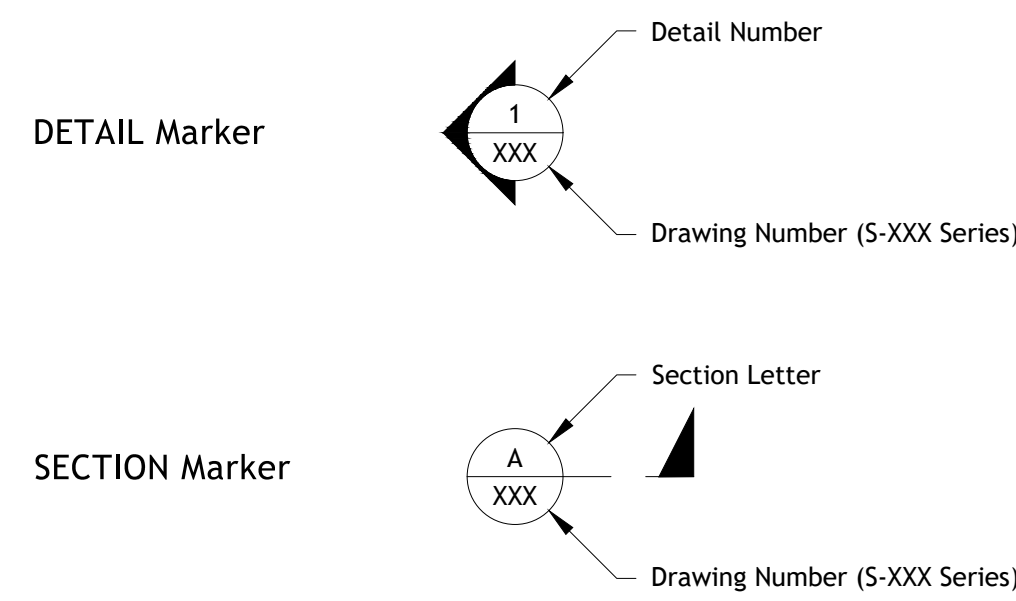 Detail Number
DETAIL Marker
1
XXX
Drawing Number (S-XXX Series)
Section Letter
SECTION Marker
A
XXX
Drawing Number (S-XXX Series)